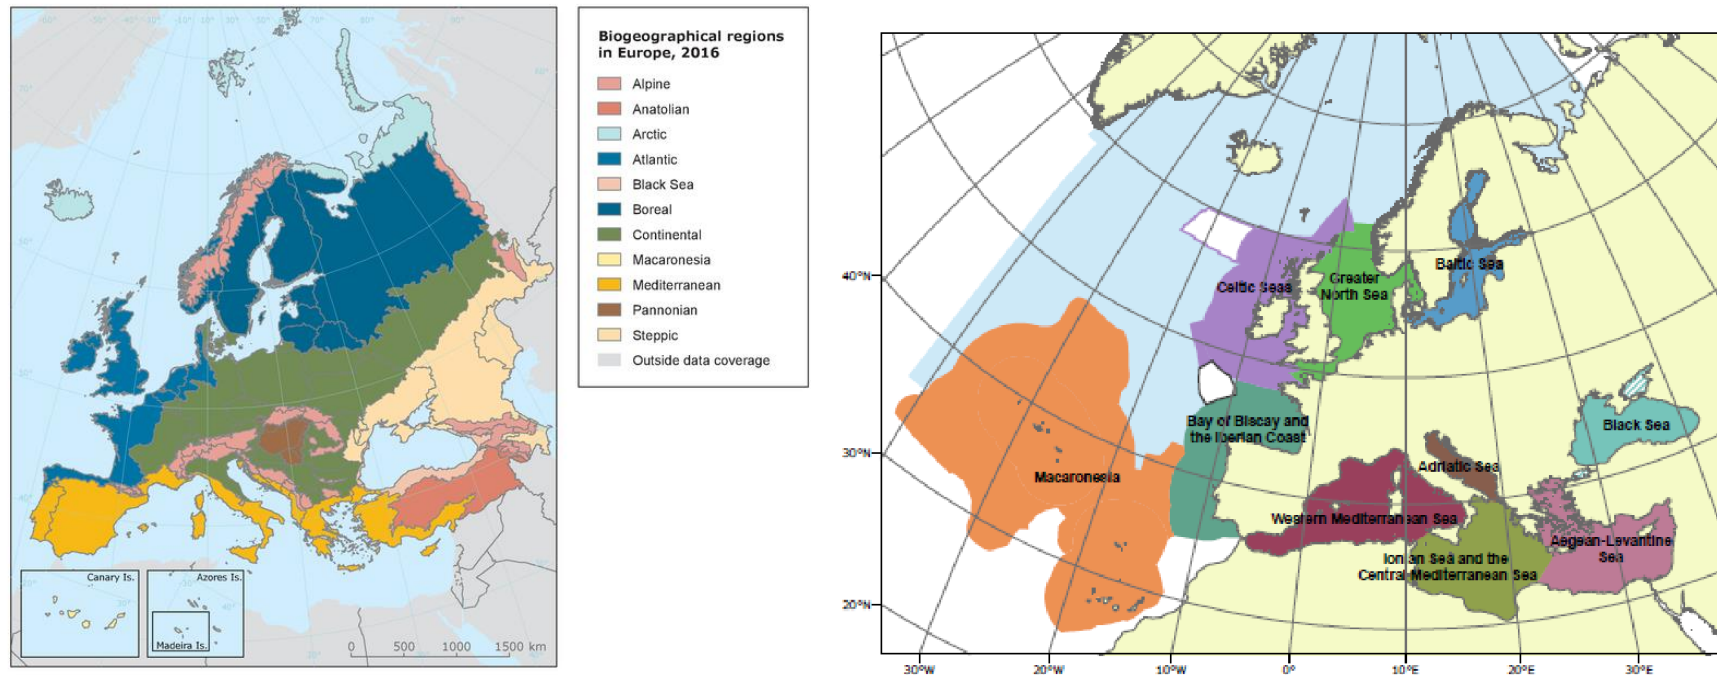 Biogeographical regions
in Europe, 2016
Alpine
Anatolian
Arctic
Atlantic
Black Sea
Boreal
Continental
Macaronesia
Mediterranean
Pannonian
Steppic
Outside data coverage
Canary Is.
Azores Is.
Madeira Is.
0 500 1000 1500 km
Celtic Seas
Greater
North Sea
Baltic Sea
Bay of Biscay and
the Iberian Coast
Black Sea
Macaronesia
Adriatic Sea
Western Mediterranean Sea
Ionian Sea and the
Central Mediterranean Sea
Aegean-Levantine
Sea
40°N
30°N
20°N
30°W
20°W
10°W
0°
10°E
20°E
30°E